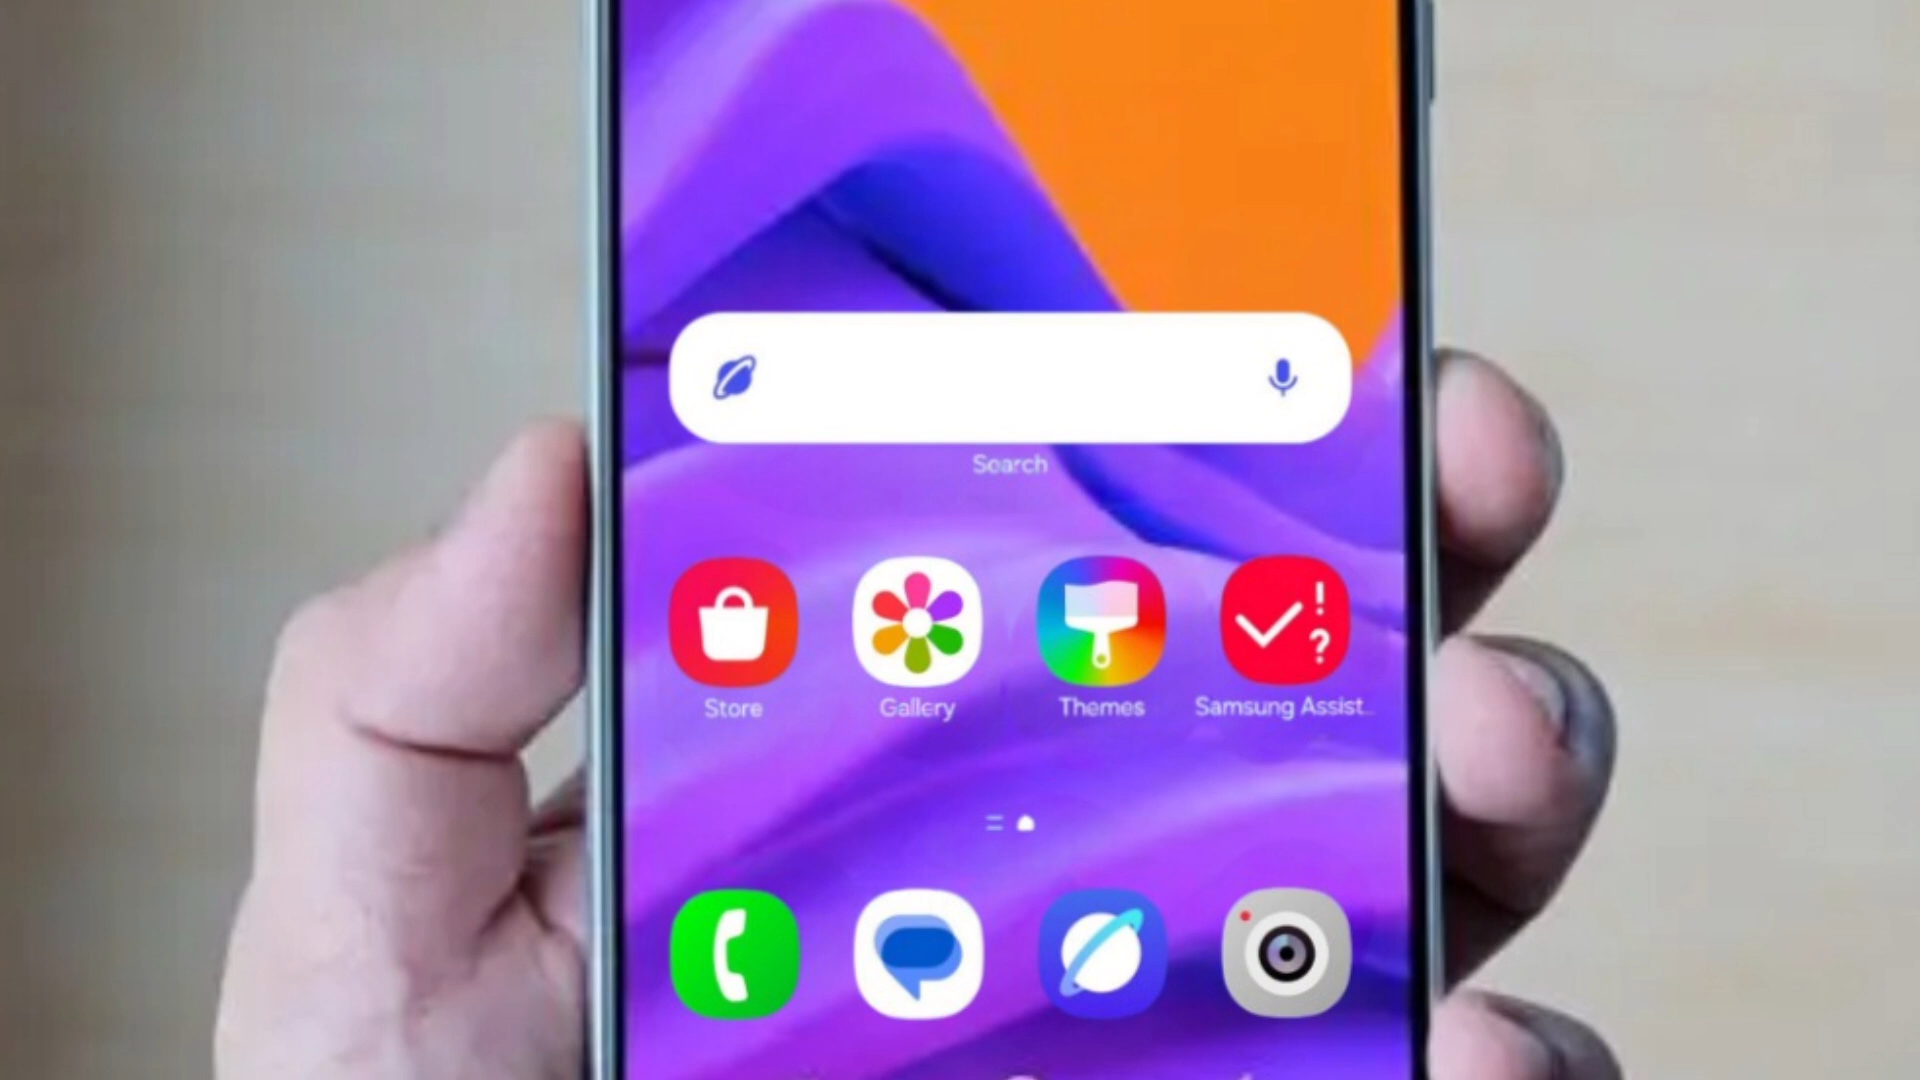 Search
Store
Gallery
Themes
Samsung Assist..
! ?